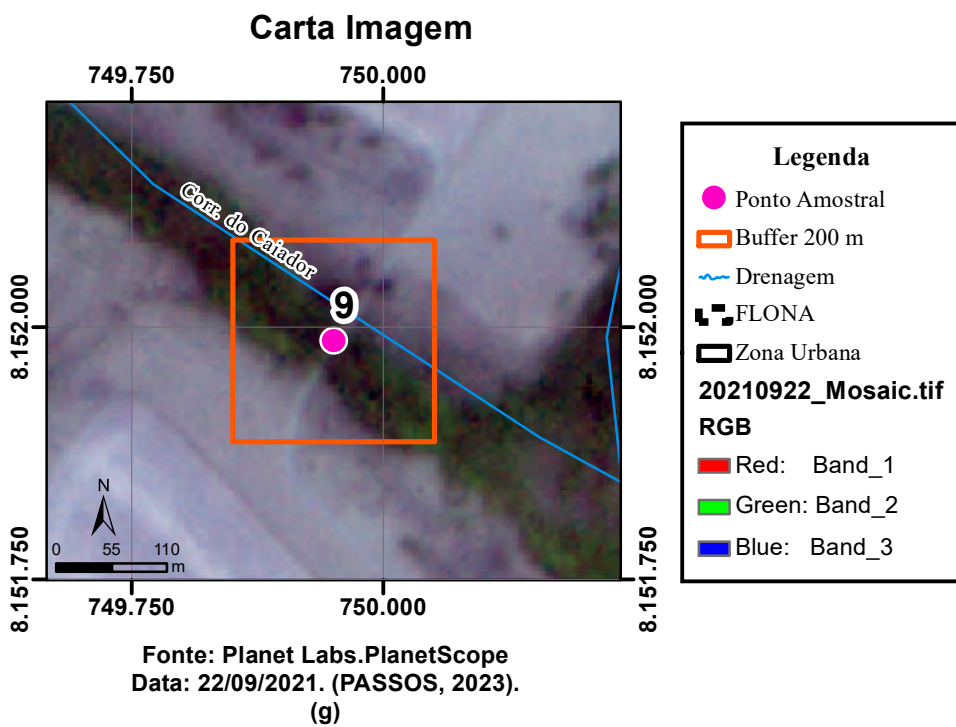 Carta Imagem
749.750 750.000
8.152.000
8.151.750
Corr. do Caiador
9
N
0 55 110
m
8.152.000
8.151.750
749.750 750.000
Legenda
Ponto Amostral
Buffer 200 m
Drenagem
FLONA
Zona Urbana
20210922_Mosaic.tif
RGB
Red: Band_1
Green: Band_2
Blue: Band_3
Fonte: Planet Labs.PlanetScope
Data: 22/09/2021. (PASSOS, 2023).
(g)